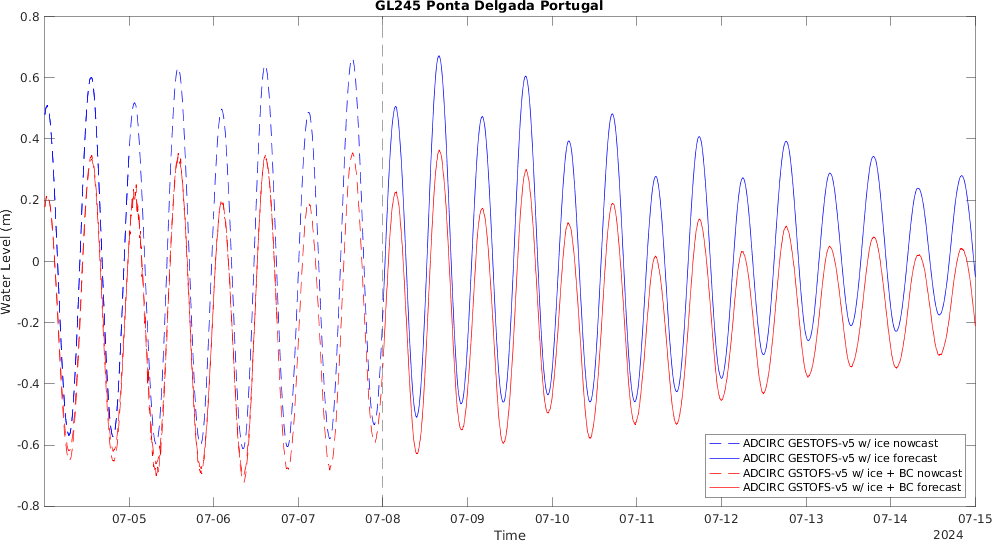 GL245 Ponta Delgada Portugal
0.8
0.6
0.4
0.2
0
-0.2
-0.4
-0.6
-0.8
Water Level (m)
ADCIRC GESTOFS-v5 w/ ice nowcast
ADCIRC GESTOFS-v5 w/ ice forecast
ADCIRC GSTOFS-v5 w/ ice + BC nowcast
ADCIRC GSTOFS-v5 w/ ice + BC forecast
07-05 07-06 07-07 07-08 07-09 07-10 07-11 07-12 07-13 07-14 07-15
Time
2024